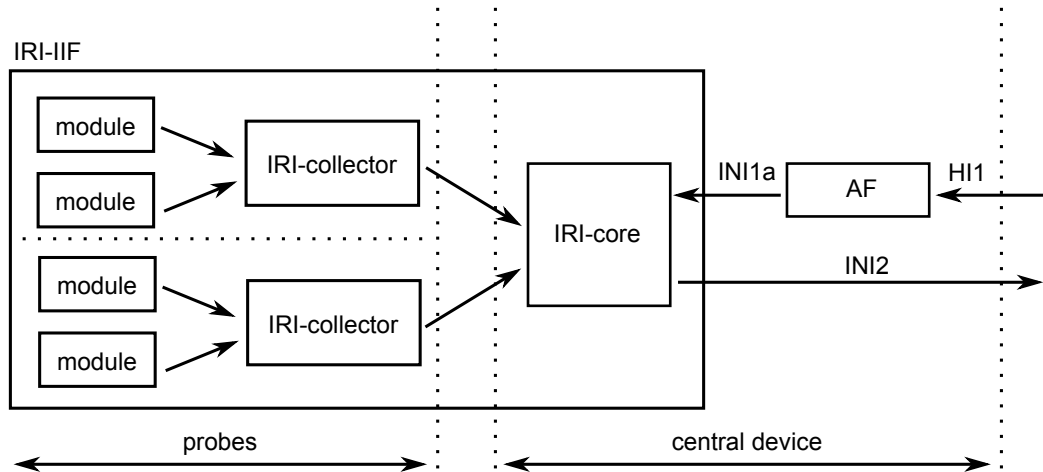 IRI-IIF
module
module
IRI-collector
module
module
IRI-collector
IRI-core
INI1a
AF
HI1
INI2
probes
central device